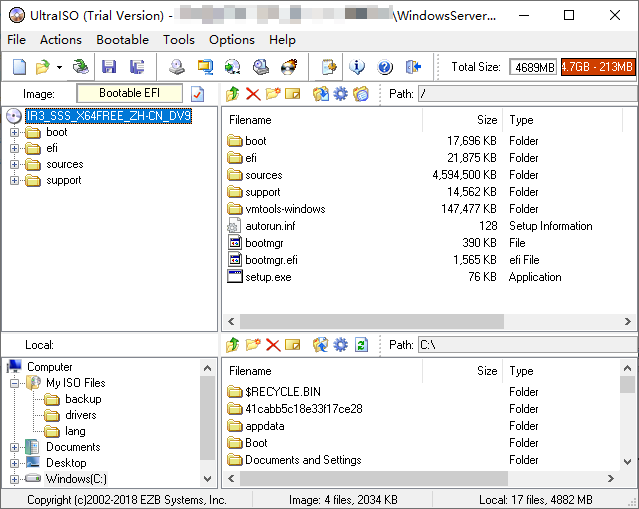 UltraISO (Trial Version) - \WindowsServer...
File Actions Bootable Tools Options Help
Total Size: 4689MB 4.7GB - 213MB
Image: Bootable EFI Path: /
IR3_SSS_X64FREE_ZH-CN_DV9
boot
efi
sources
support
Filename Size Type
boot 17,696 KB Folder
efi 21,875 KB Folder
sources 4,594,500 KB Folder
support 14,562 KB Folder
vmtools-windows 147,477 KB Folder
autorun.inf 128 Setup Information
bootmgr 390 KB File
bootmgr.efi 1,565 KB efi File
setup.exe 76 KB Application
Local: Path: C:\
Computer
My ISO Files
backup
drivers
lang
Documents
Desktop
Windows(C:)
Filename Size Type
$RECYCLE.BIN Folder
41cabb5c18e33f17ce28 Folder
appdata Folder
Boot Folder
Documents and Settings Folder
Copyright (c)2002-2018 EZB Systems, Inc. Image: 4 files, 2034 KB Local: 17 files, 4882 MB